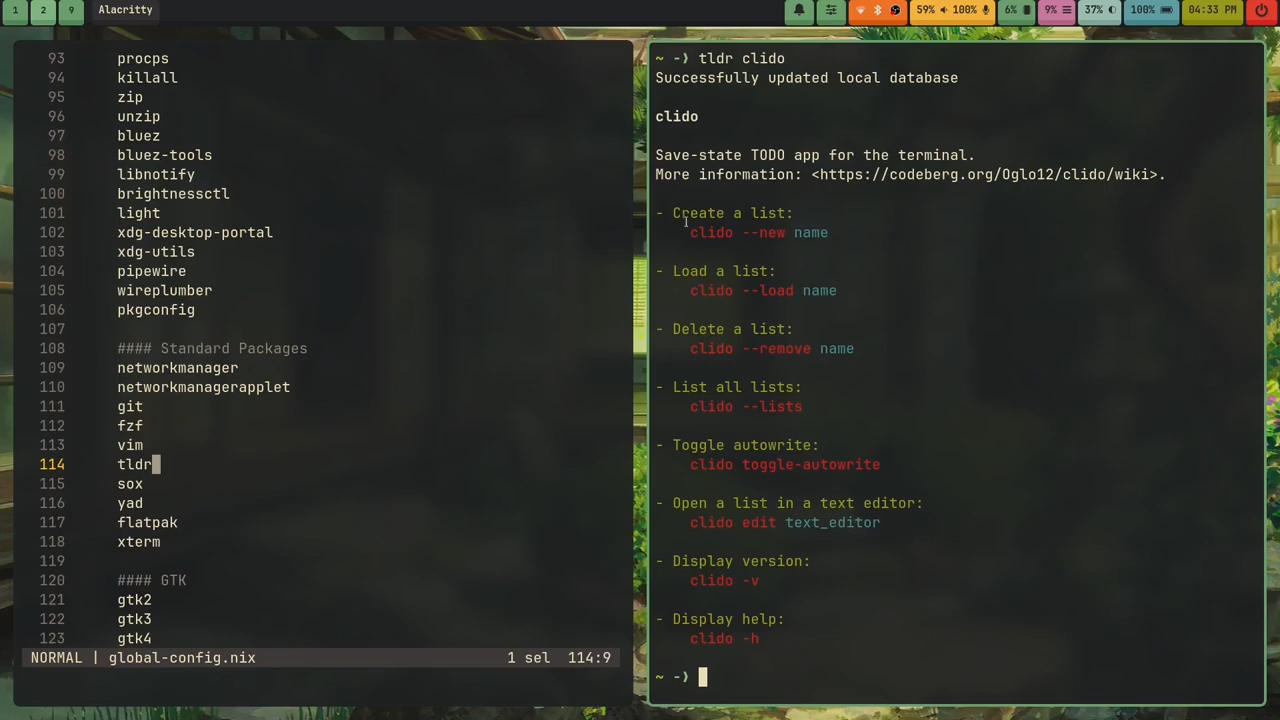 1 2 9 Alacritty 59% 100% 6% 9% 37% 100% 04:33 PM
93 procps
94 killall
95 zip
96 unzip
97 bluez
98 bluez-tools
99 libnotify
100 brightnessctl
101 light
102 xdg-desktop-portal
103 xdg-utils
104 pipewire
105 wireplumber
106 pkgconfig
107
108 #### Standard Packages
109 networkmanager
110 networkmanagerapplet
111 git
112 fzf
113 vim
114 tldr
115 sox
116 yad
117 flatpak
118 xterm
119
120 #### GTK
121 gtk2
122 gtk3
123 gtk4
NORMAL | global-config.nix 1 sel 114:9
~ -} tldr clido
Successfully updated local database
clido
Save-state TODO app for the terminal.
More information: <https://codeberg.org/Oglo12/clido/wiki>.
- Create a list:
clido --new name
- Load a list:
clido --load name
- Delete a list:
clido --remove name
- List all lists:
clido --lists
- Toggle autowrite:
clido toggle-autowrite
- Open a list in a text editor:
clido edit text_editor
- Display version:
clido -v
- Display help:
clido -h
~ -}